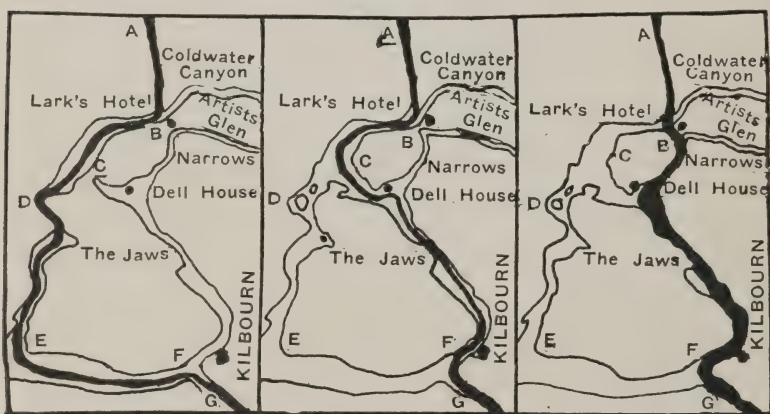 A
Coldwater
Canyon
Lark's Hotel
Artists
Glen
B
C
Narrows
D
Dell House
The Jaws
E
F
KILBOURN
G.
A
Coldwater
Canyon
Lark's Hotel
Artists
Glen
B
C
Narrows
D
Dell House
The Jaws
E
F
KILBOURN
G
A
Coldwater
Canyon
Lark's Hotel
Artists
Glen
B
C
Narrows
D
Dell House
The Jaws
E
F
KILBOURN
G